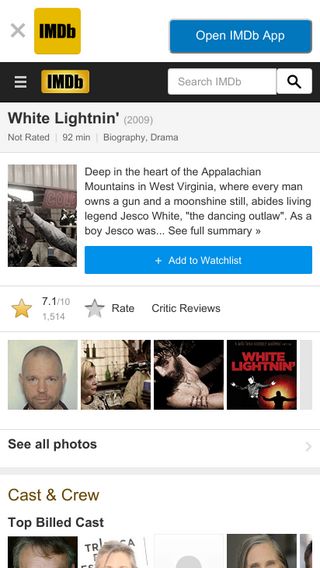 IMDb
Open IMDb App
IMDb
Search IMDb
White Lightnin' (2009)
Not Rated | 92 min | Biography, Drama
Deep in the heart of the Appalachian
Mountains in West Virginia, where every man
owns a gun and a moonshine still, abides living
legend Jesco White, "the dancing outlaw". As a
boy Jesco was... See full summary »
+ Add to Watchlist
7.1/10
1,514
Rate
Critic Reviews
WHITE
LIGHTNIN'
See all photos
Cast & Crew
Top Billed Cast